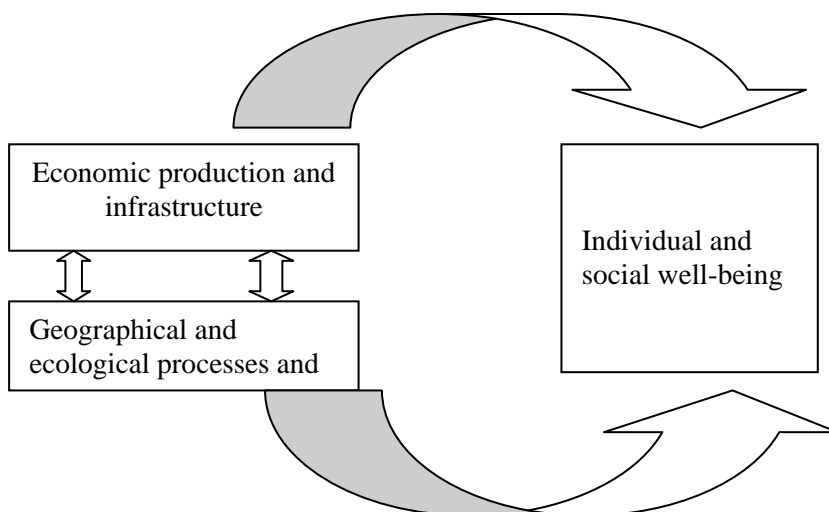 Economic production and
infrastructure
Individual and
social well-being
Geographical and
ecological processes and